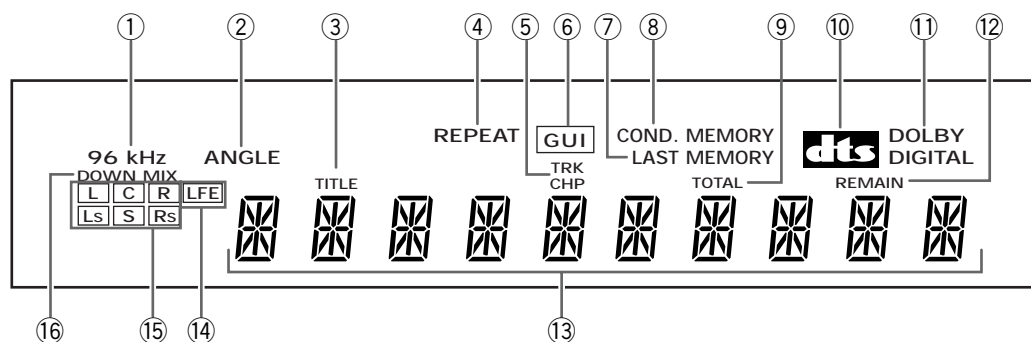 ① ② ③ ④ ⑤ ⑥ ⑦ ⑧ ⑨ ⑩ ⑪ ⑫
REPEAT GUI COND. MEMORY dts DOLBY
96 kHz ANGLE LAST MEMORY DIGITAL
DOWN MIX TRK
L C R LFE TITLE CHP TOTAL REMAIN
Ls S Rs
⑯ ⑮ ⑭ ⑬